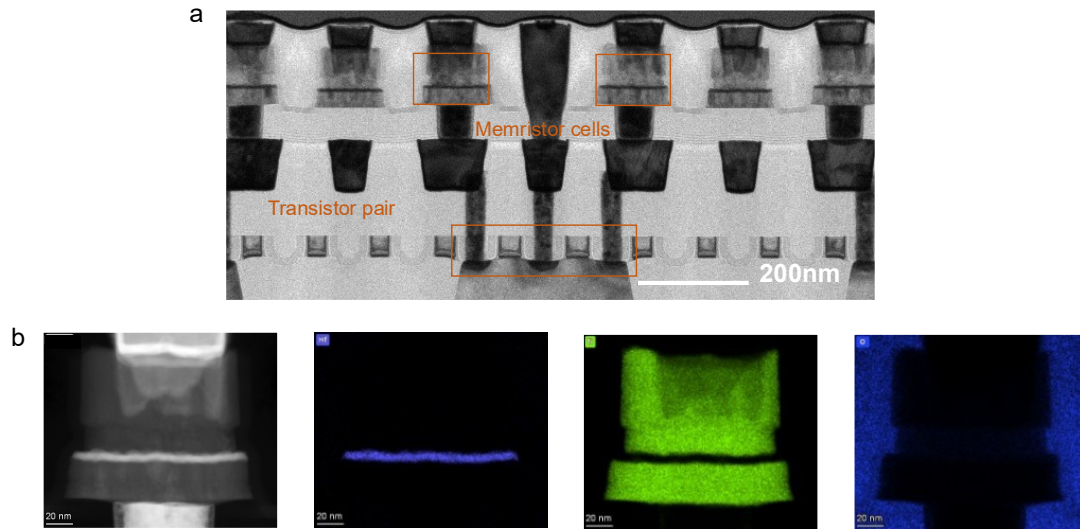 a
Memristor cells
Transistor pair
200nm
b
Hf
O
20 nm
20 nm
20 nm
20 nm